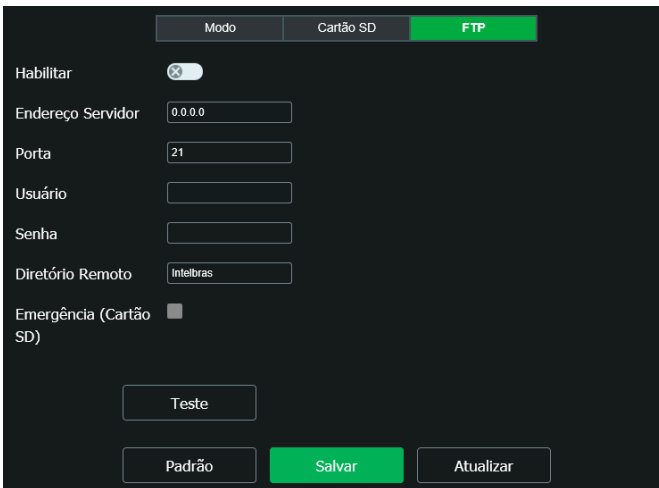 Modo Cartão SD FTP
Habilitar
Endereço Servidor 0.0.0.0
Porta 21
Usuário
Senha
Diretório Remoto Intelbras
Emergência (Cartão
SD)
Teste
Padrão Salvar Atualizar